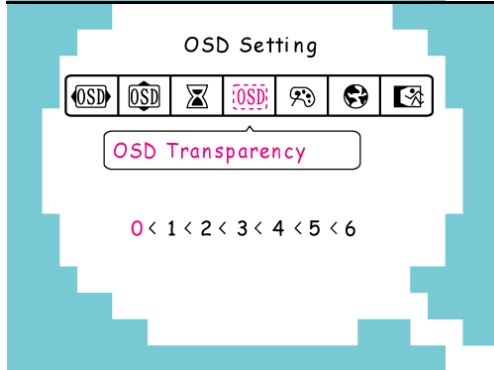 OSD Setting
OSD OSD OSD
OSD Transparency
0 < 1 < 2 < 3 < 4 < 5 < 6